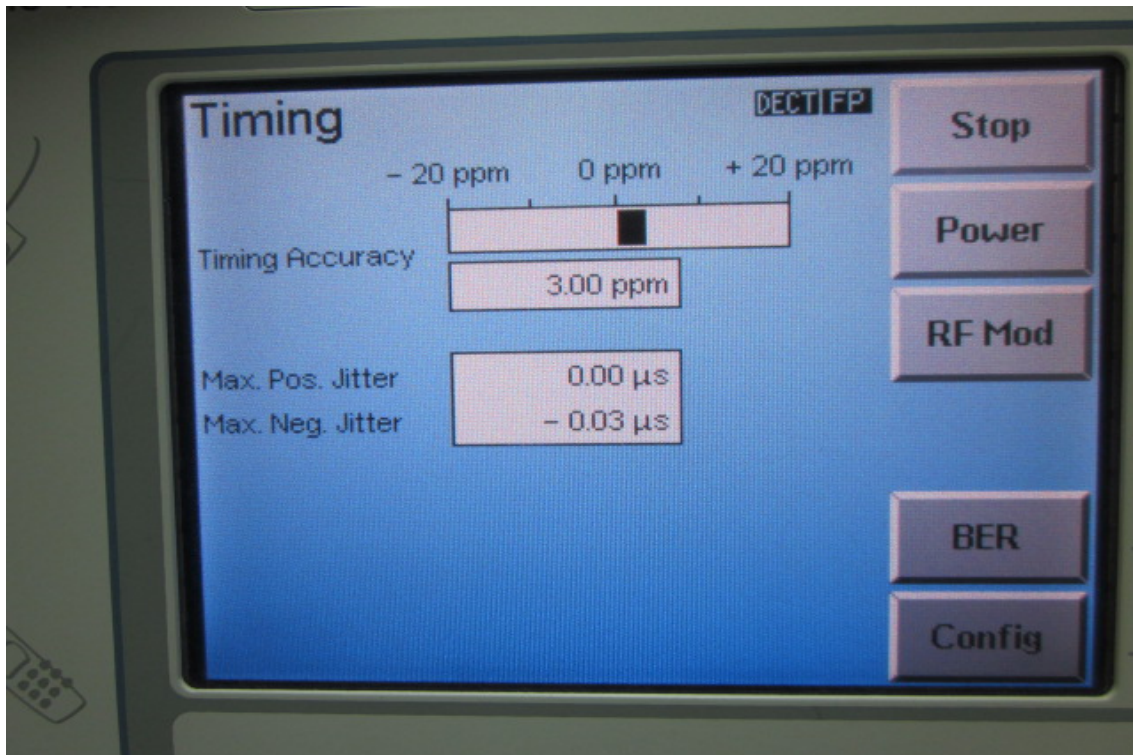 Timing
DECT FP
− 20 ppm 0 ppm + 20 ppm
Timing Accuracy
3.00 ppm
Max. Pos. Jitter 0.00 µs
Max. Neg. Jitter − 0.03 µs
Stop
Power
RF Mod
BER
Config